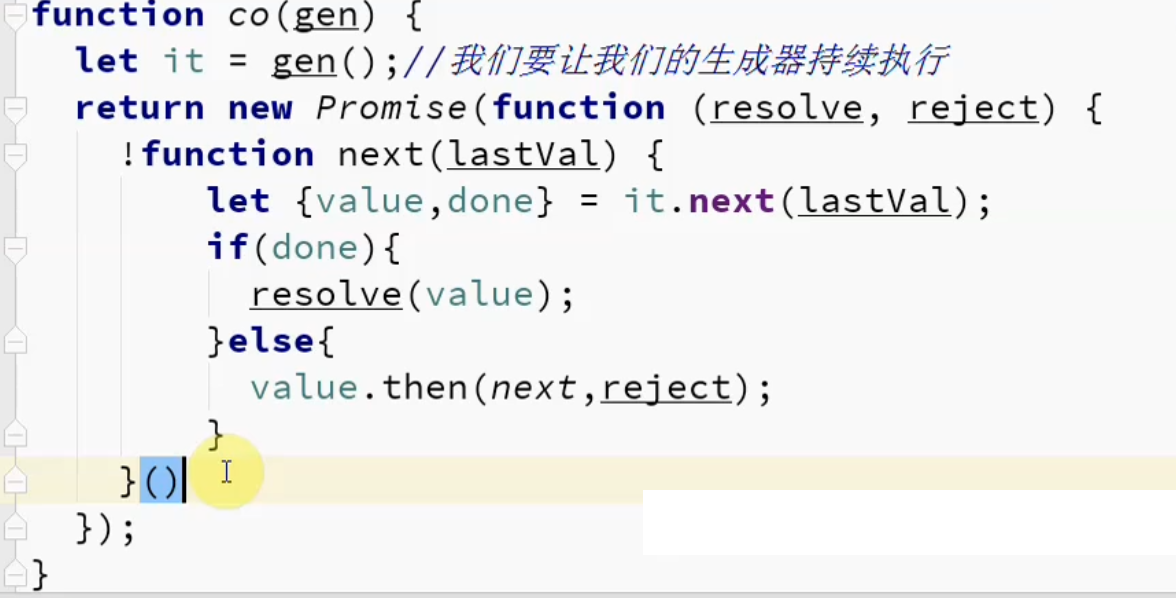 function co(gen) {
let it = gen();//我们要让我们的生成器持续执行
return new Promise(function (resolve, reject) {
!function next(lastVal) {
let {value,done} = it.next(lastVal);
if(done){
resolve(value);
}else{
value.then(next,reject);
}
}()
});
}